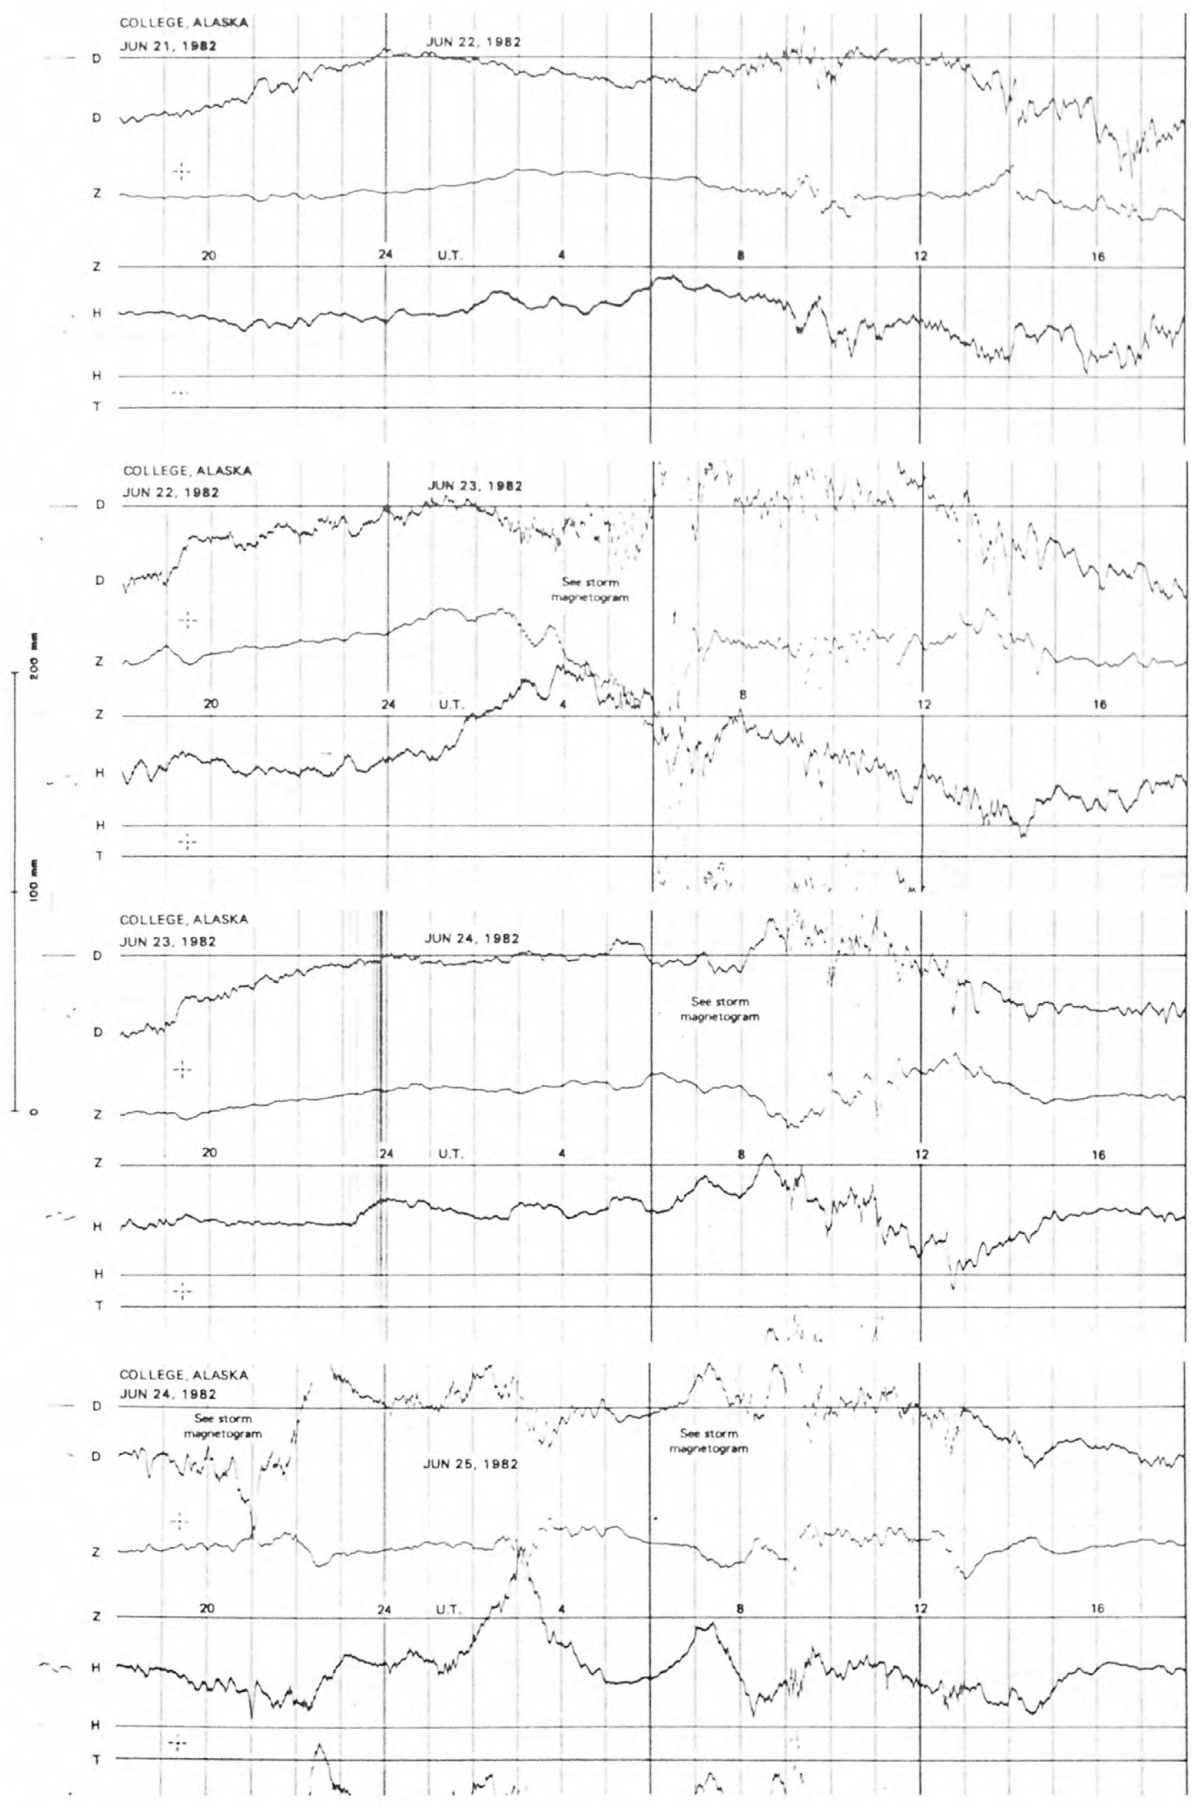 COLLEGE, ALASKA
JUN 21, 1982
JUN 22, 1982
D
D
Z
20
24
U.T.
4
8
12
16
Z
H
H
T
COLLEGE, ALASKA
JUN 22, 1982
JUN 23, 1982
D
D
See storm
magnetogram
Z
20
24
U.T.
4
8
12
16
Z
H
H
T
200 mm
100 mm
0
COLLEGE, ALASKA
JUN 23, 1982
JUN 24, 1982
D
See storm
magnetogram
D
Z
20
24
U.T.
4
8
12
16
Z
H
H
T
COLLEGE, ALASKA
JUN 24, 1982
D
See storm
magnetogram
See storm
magnetogram
D
JUN 25, 1982
Z
20
24
U.T.
4
8
12
16
Z
H
H
T